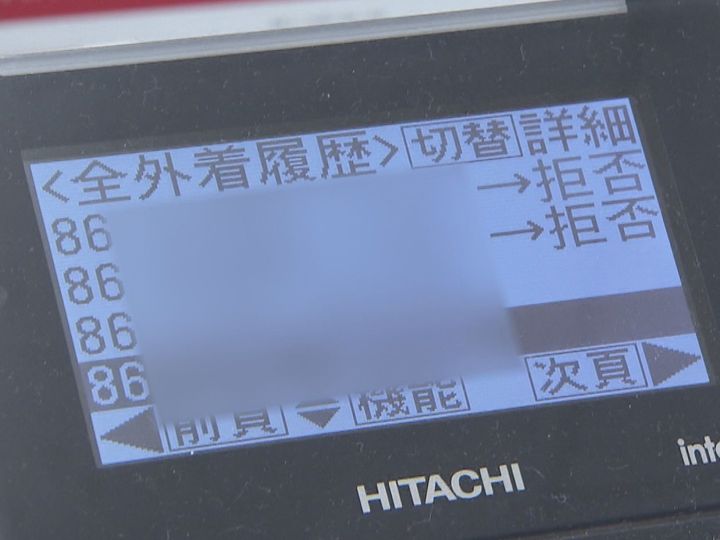 <全外着履歴>切替詳細
86 →拒否
86 →拒否
86
86
◀前頁 機能 次頁▶
HITACHI
inte